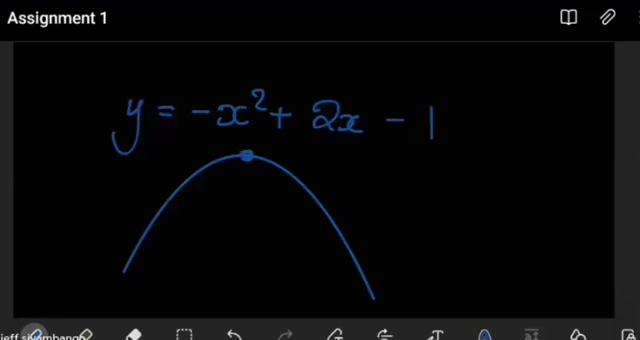 Assignment 1
y = -x² + 2x - 1